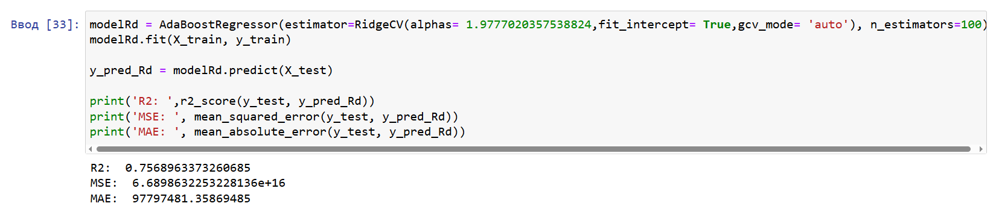 Ввод [33]: modelRd = AdaBoostRegressor(estimator=RidgeCV(alphas= 1.9777020357538824,fit_intercept= True,gcv_mode= 'auto'), n_estimators=100)
modelRd.fit(X_train, y_train)
y_pred_Rd = modelRd.predict(X_test)
print('R2: ',r2_score(y_test, y_pred_Rd))
print('MSE: ', mean_squared_error(y_test, y_pred_Rd))
print('MAE: ', mean_absolute_error(y_test, y_pred_Rd))
R2:  0.7568963373260685
MSE:  6.6898632253228136e+16
MAE:  97797481.35869485